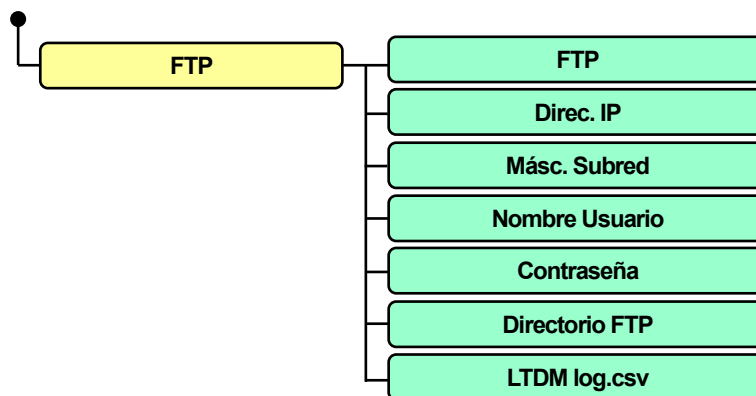 FTP
FTP
Direc. IP
Másc. Subred
Nombre Usuario
Contraseña
Directorio FTP
LTDM log.csv